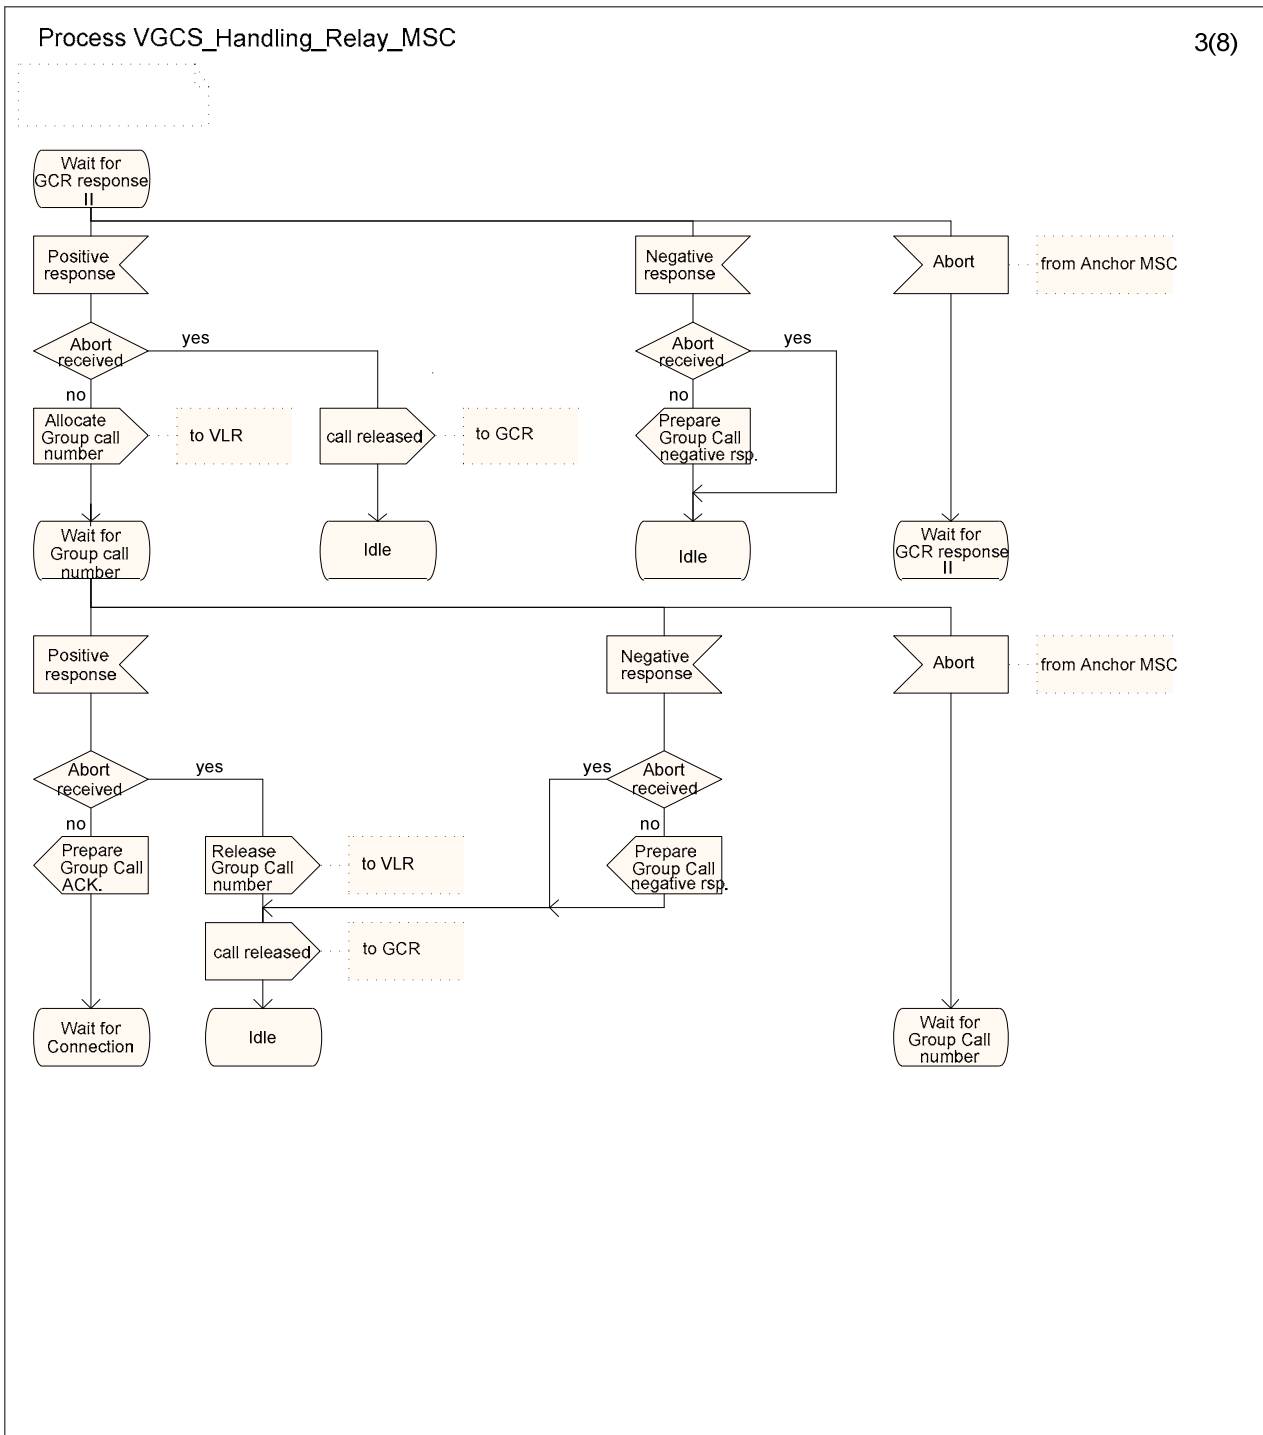 Process VGCS_Handling_Relay_MSC
3(8)
Wait for
GCR response
II
Positive
response
Negative
response
Abort
from Anchor MSC
Abort
received
yes
no
Abort
received
yes
no
Allocate
Group call
number
to VLR
call released
to GCR
Prepare
Group Call
negative rsp.
Wait for
Group call
number
Idle
Idle
Wait for
GCR response
II
Positive
response
Negative
response
Abort
from Anchor MSC
Abort
received
yes
no
yes
Abort
received
no
Prepare
Group Call
ACK.
Release
Group Call
number
to VLR
Prepare
Group Call
negative rsp.
call released
to GCR
Wait for
Connection
Idle
Wait for
Group Call
number